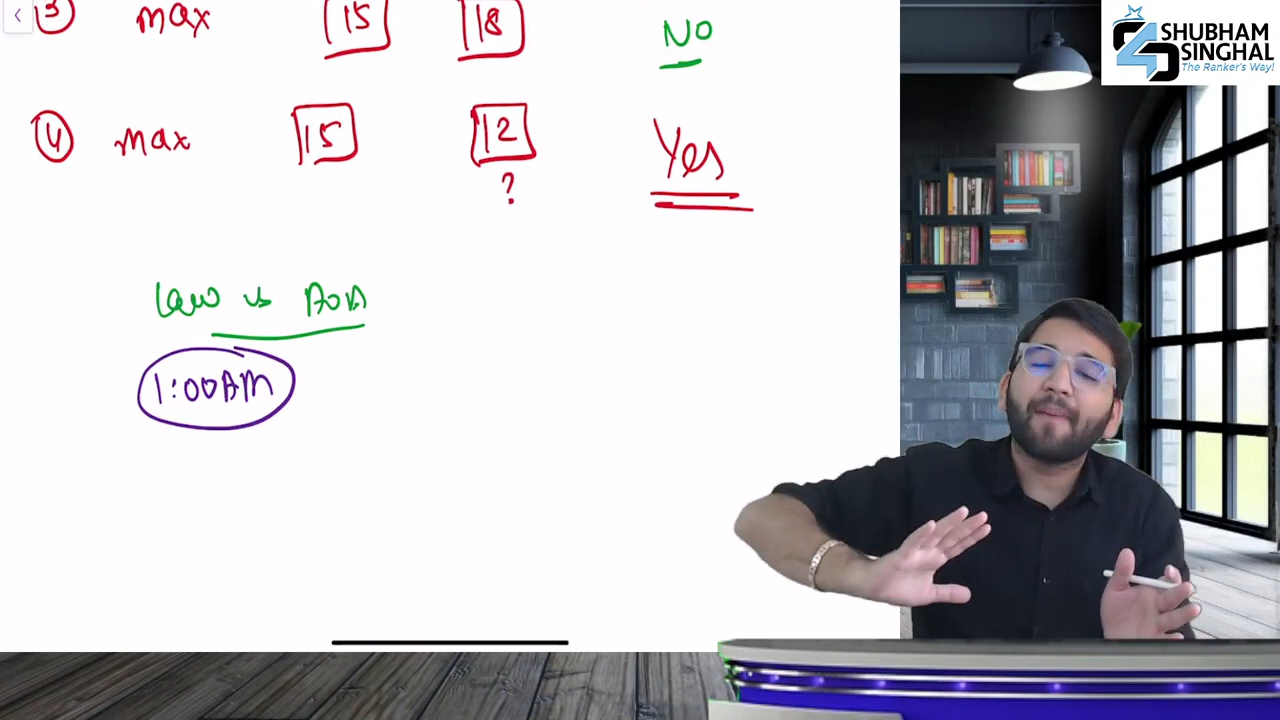 ③ max 15 18 NO
④ max 15 12 Yes
?
Law vs AOA
1:00AM
SHUBHAM
SINGHAL
The Ranker's Way!